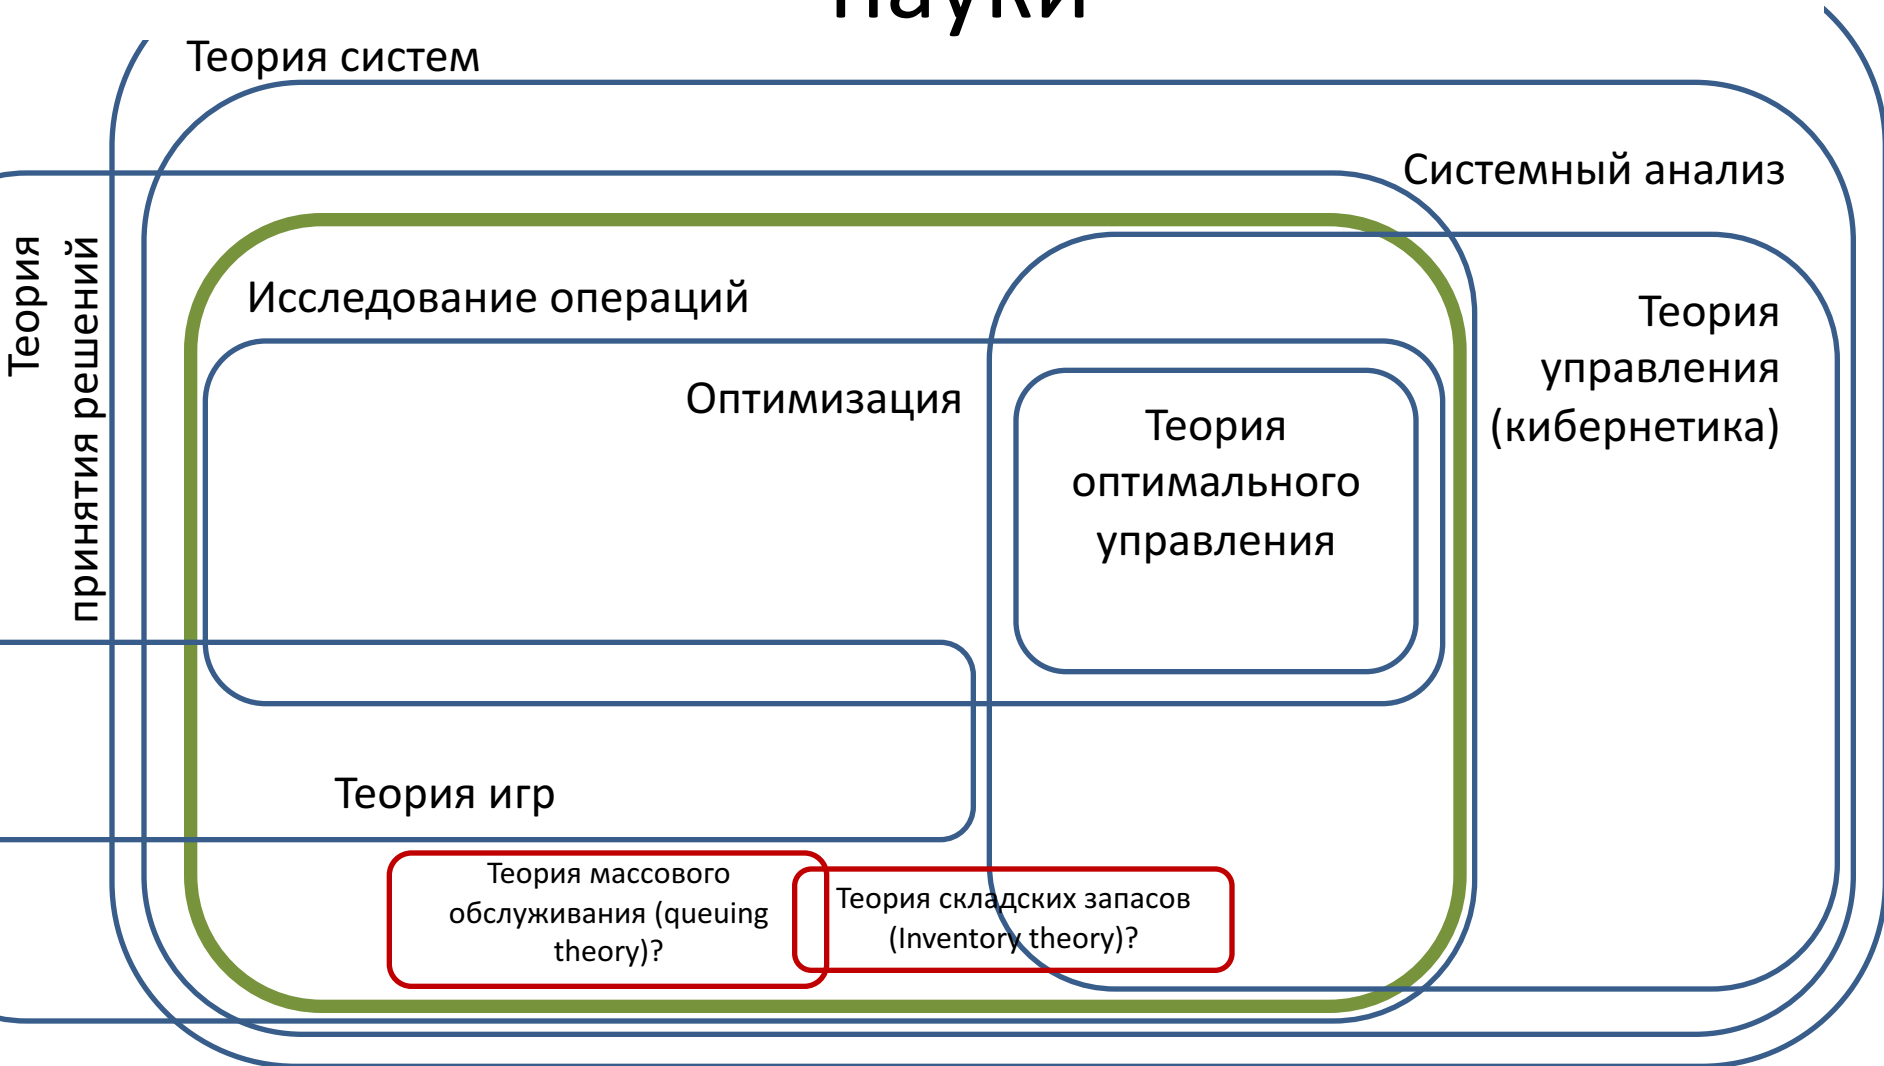 науки
Теория систем
Системный анализ
Теория
принятия решений
Исследование операций
Теория
управления
(кибернетика)
Оптимизация
Теория
оптимального
управления
Теория игр
Теория массового
обслуживания (queuing
theory)?
Теория складских запасов
(Inventory theory)?